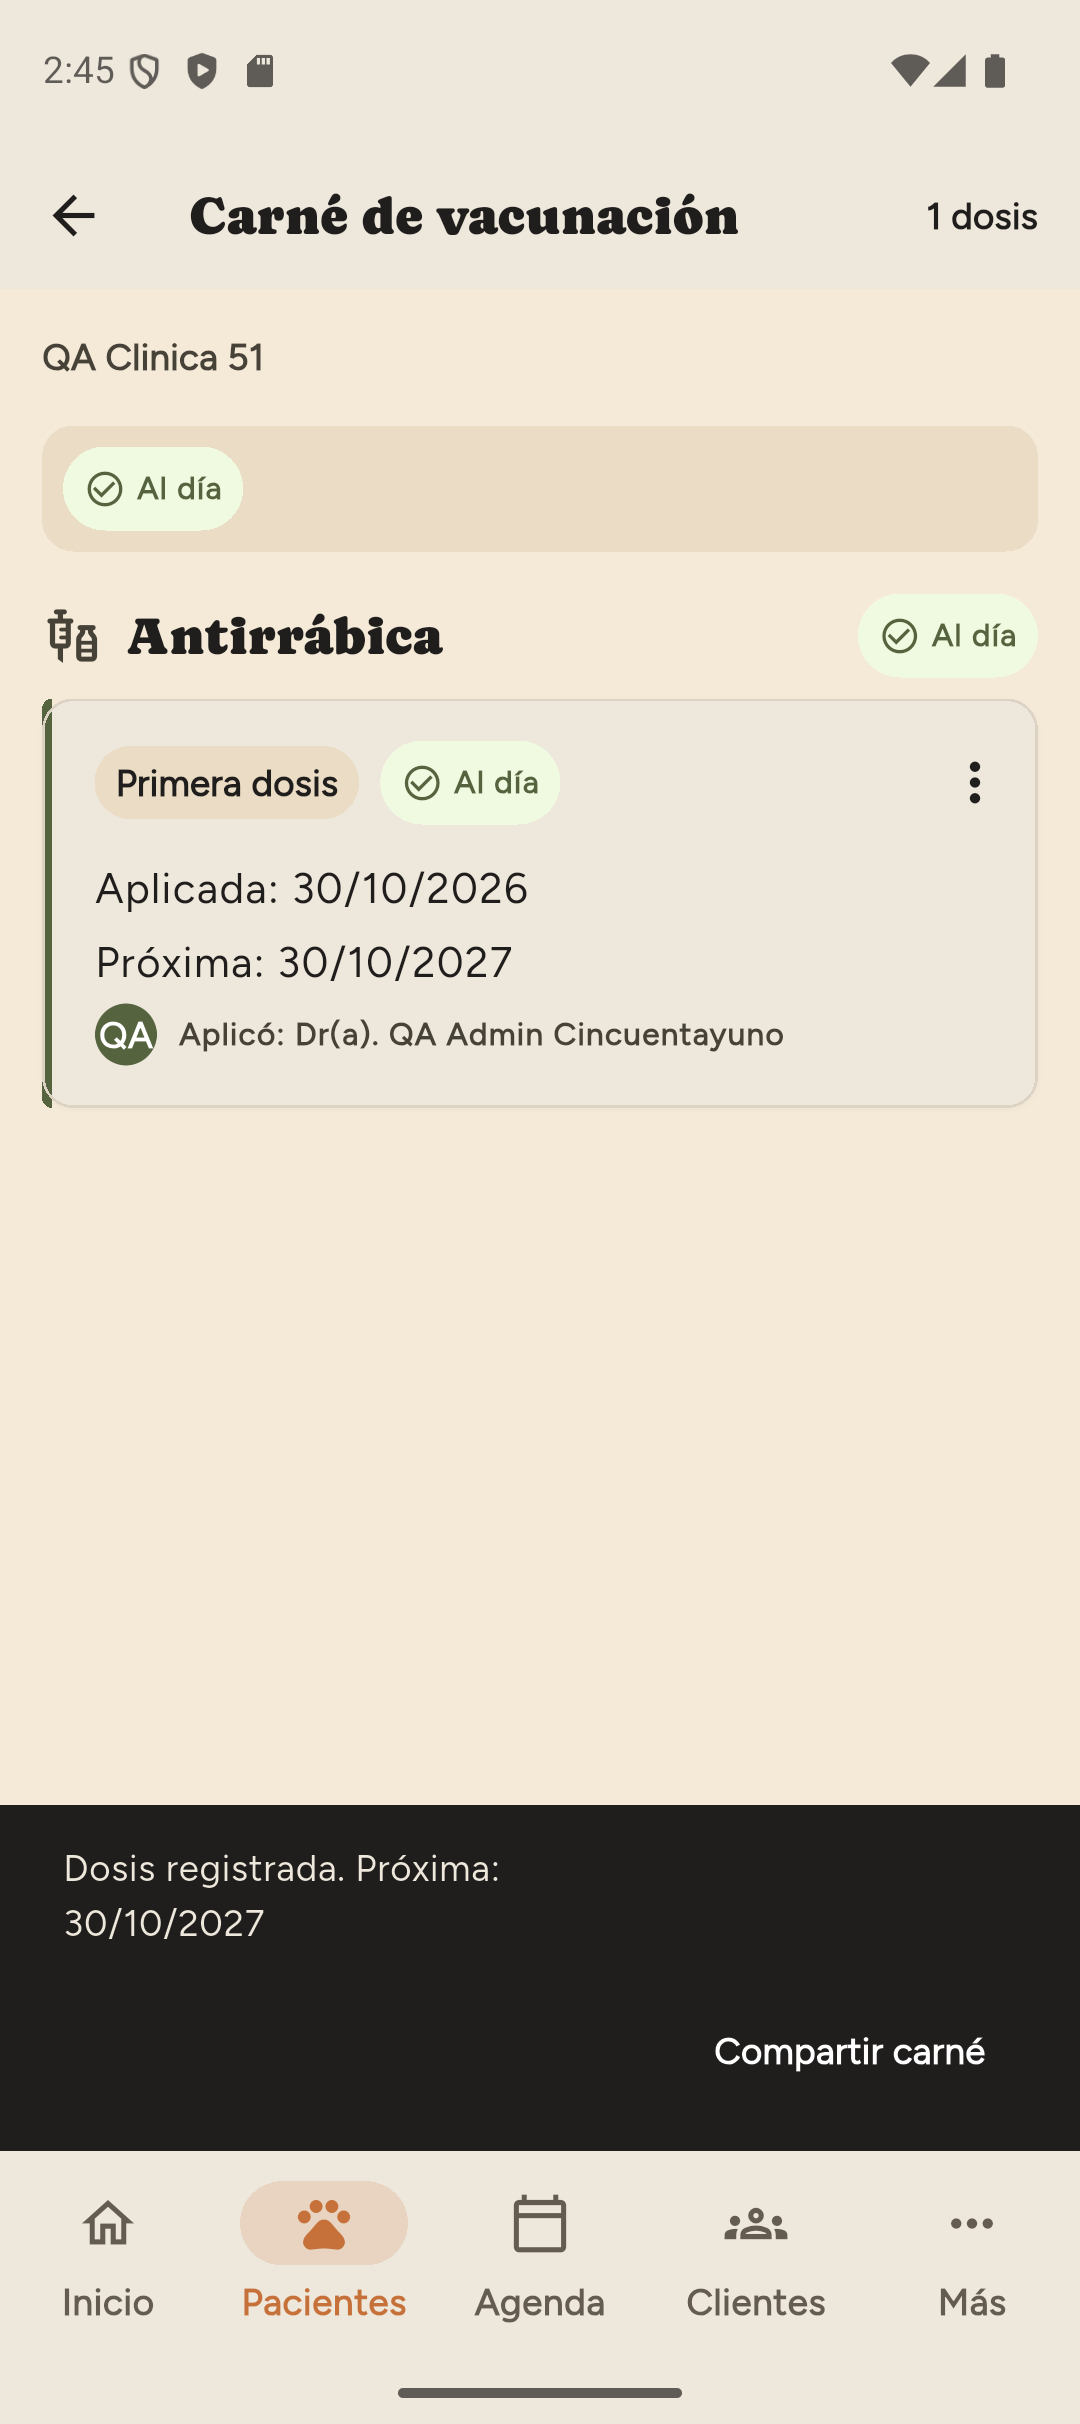 2:45
Carné de vacunación
1 dosis
QA Clinica 51
Al día
Antirrábica
Al día
Primera dosis
Al día
Aplicada: 30/10/2026
Próxima: 30/10/2027
QA
Aplicó: Dr(a). QA Admin Cincuentayuno
Dosis registrada. Próxima:
30/10/2027
Compartir carné
Inicio
Pacientes
Agenda
Clientes
Más